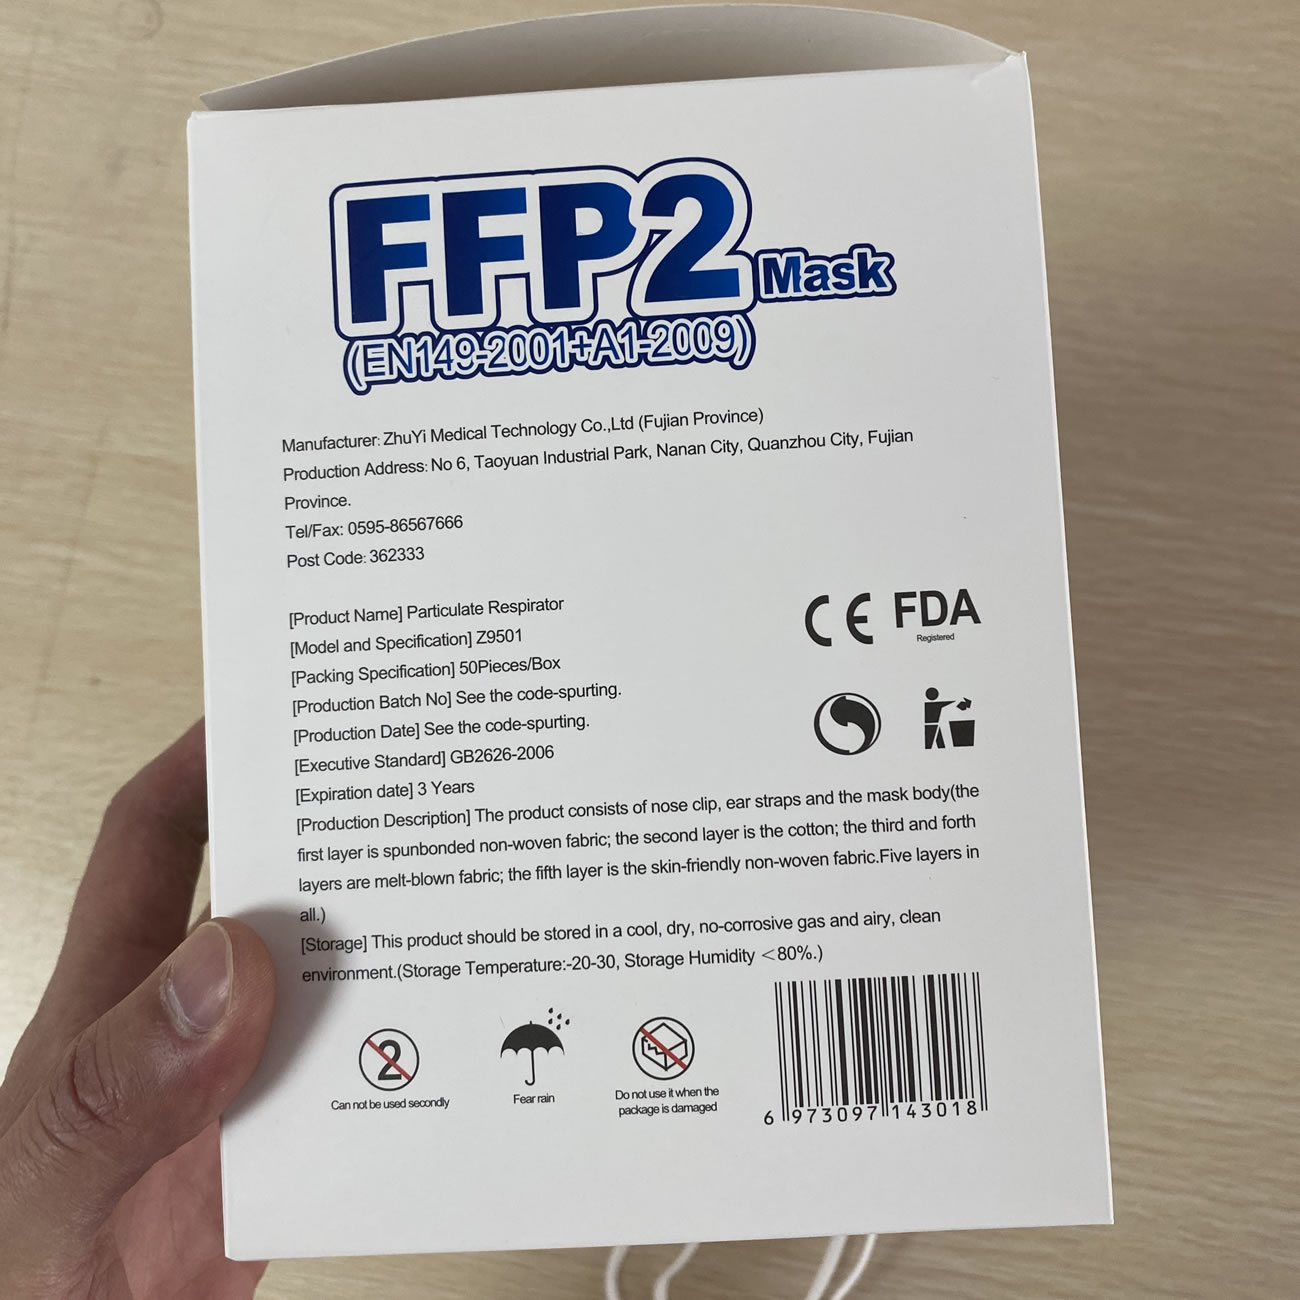 FFP2 Mask
(EN149-2001+A1-2009)
Manufacturer: ZhuYi Medical Technology Co.,Ltd (Fujian Province)
Production Address: No 6, Taoyuan Industrial Park, Nanan City, Quanzhou City, Fujian
Province.
Tel/Fax: 0595-86567666
Post Code: 362333
[Product Name] Particulate Respirator
[Model and Specification] Z9501
[Packing Specification] 50Pieces/Box
[Production Batch No] See the code-spurting.
[Production Date] See the code-spurting.
[Executive Standard] GB2626-2006
[Expiration date] 3 Years
CE FDA
Registered
[Production Description] The product consists of nose clip, ear straps and the mask body(the
first layer is spunbonded non-woven fabric; the second layer is the cotton; the third and forth
layers are melt-blown fabric; the fifth layer is the skin-friendly non-woven fabric.Five layers in
all.)
[Storage] This product should be stored in a cool, dry, no-corrosive gas and airy, clean
environment.(Storage Temperature:-20-30, Storage Humidity <80%.)
2
Can not be used secondly
Fear rain
Do not use it when the
package is damaged
6 973097 143018